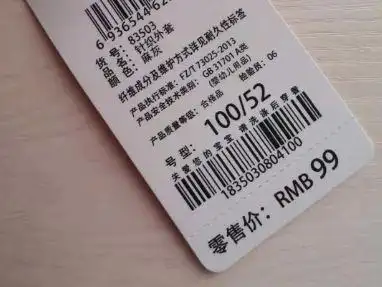 货号: 83503
品名: 针织外套
颜色: 麻灰
纤维成分及维护方式详见耐久性标签
产品执行标准: FZ/T 73025-2013
产品安全技术类别: GB 31701 A类
(婴幼儿用品)
产品质量等级: 合格品 检验员: 06
号型: 100/52
关爱您的宝宝 请洗涤后穿着
1835030804100
零售价: RMB 99